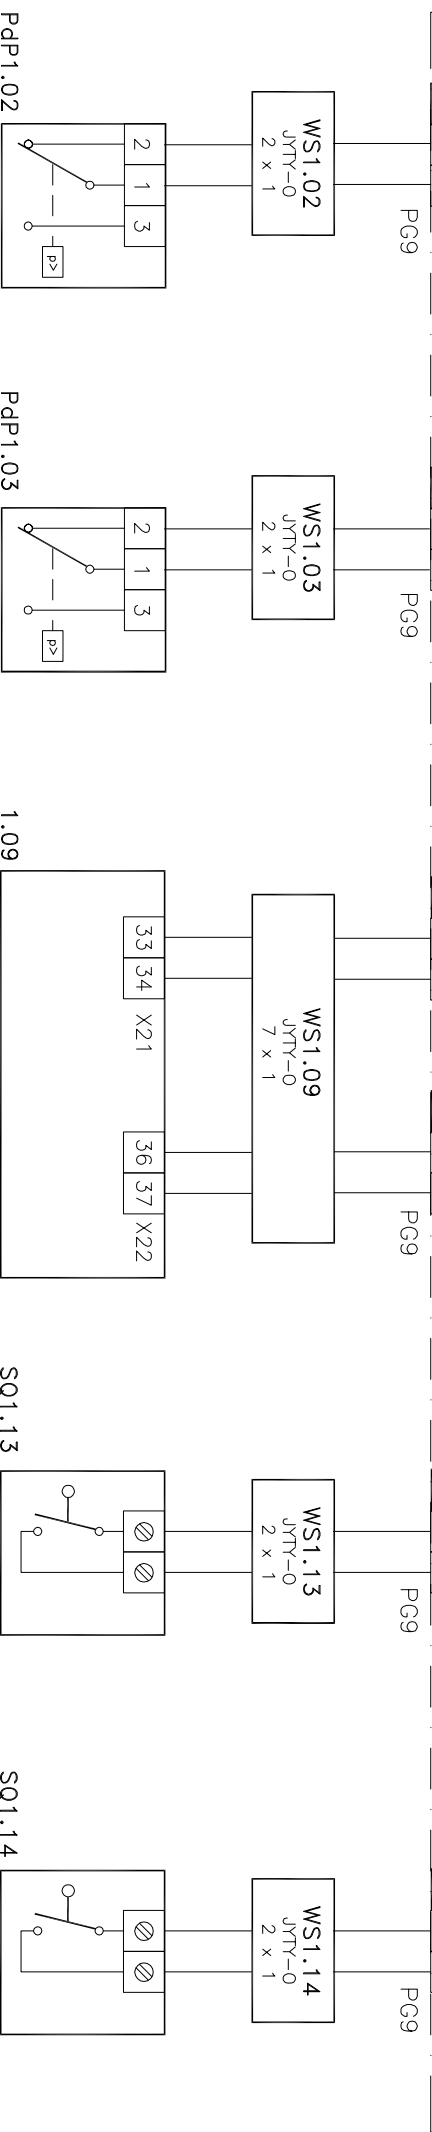 PG9
WS1.02
JYTY-O
2 x 1
2 1 3
p>
PdP1.02
PG9
WS1.03
JYTY-O
2 x 1
2 1 3
p>
PdP1.03
PG9
WS1.09
JYTY-O
7 x 1
33 34 X21 36 37 X22
1.09
PG9
WS1.13
JYTY-O
2 x 1
SQ1.13
PG9
WS1.14
JYTY-O
2 x 1
SQ1.14